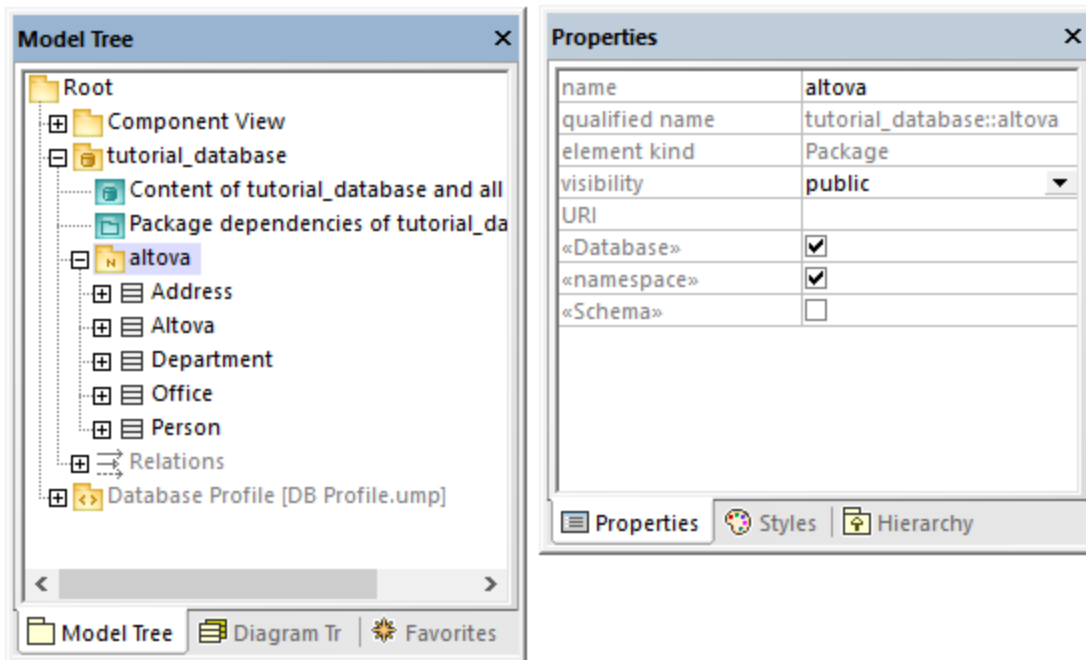 Model Tree
Root
Component View
tutorial_database
Content of tutorial_database and all
Package dependencies of tutorial_da
N altova
Address
Altova
Department
Office
Person
Relations
Database Profile [DB Profile.ump]
Model Tree Diagram Tr Favorites
Properties
name altova
qualified name tutorial_database::altova
element kind Package
visibility public
URI
«Database»
«namespace»
«Schema»
Properties Styles Hierarchy